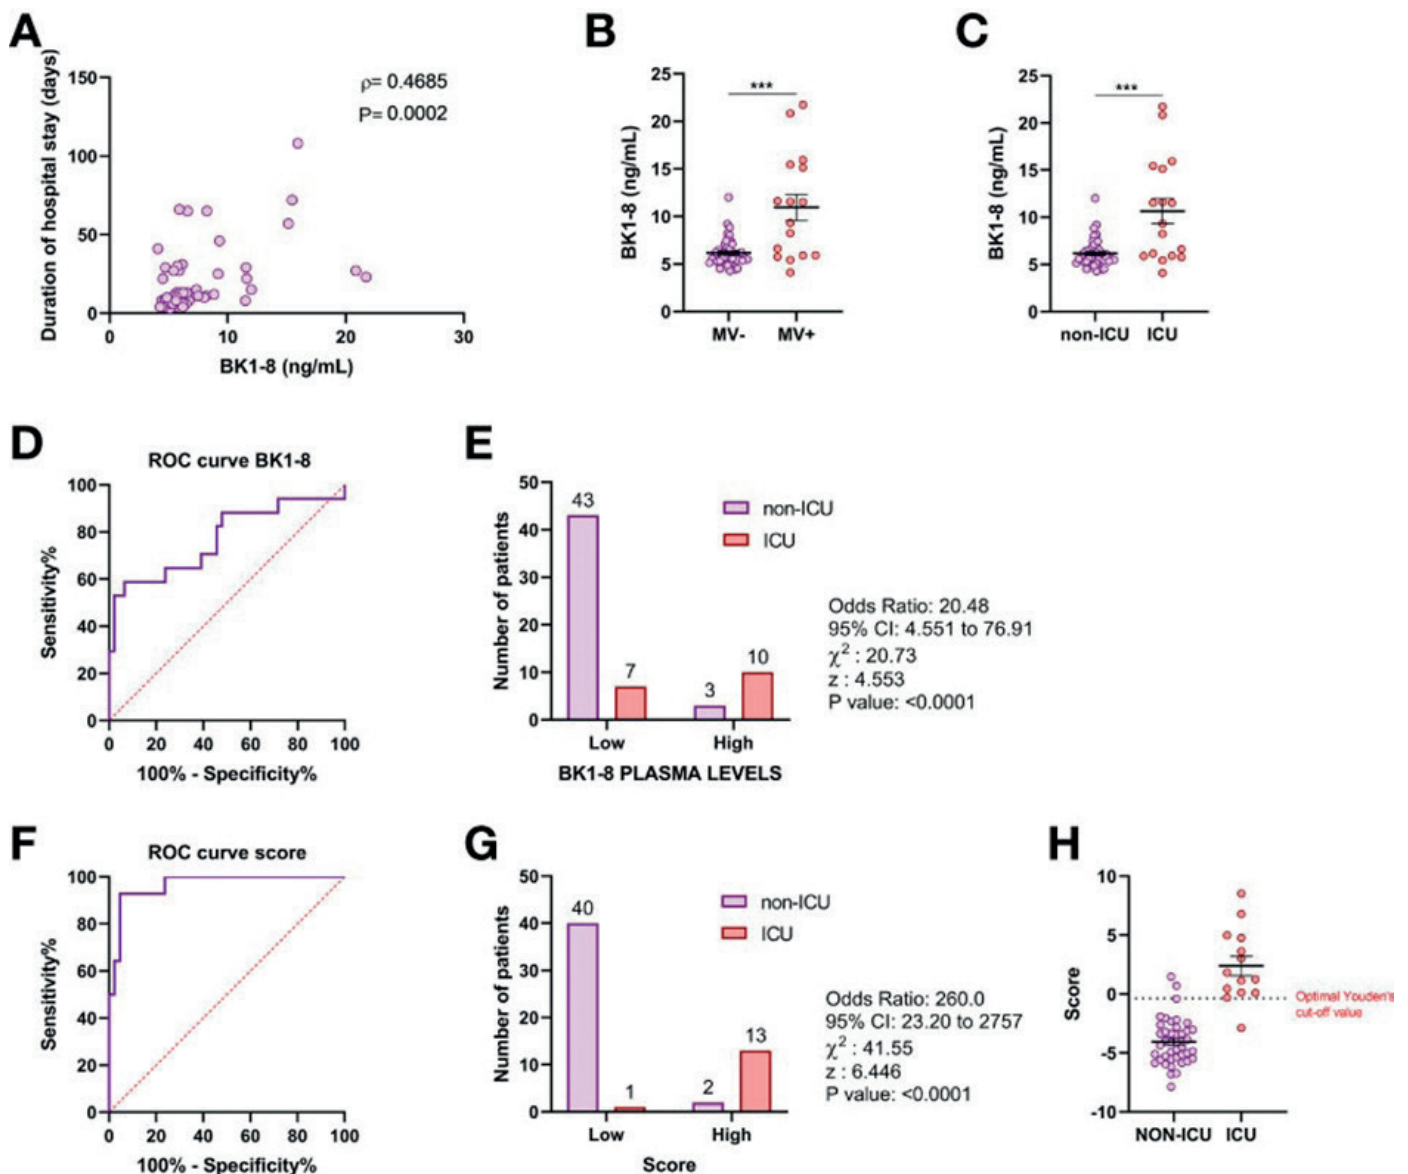 A
Duration of hospital stay (days)
150
100
50
0
0 10 20 30
BK1-8 (ng/mL)
ρ= 0.4685
P= 0.0002
B
BK1-8 (ng/mL)
25
20
15
10
5
0
***
MV- MV+
C
BK1-8 (ng/mL)
25
20
15
10
5
0
***
non-ICU ICU
D
ROC curve BK1-8
Sensitivity%
100
80
60
40
20
0
0 20 40 60 80 100
100% - Specificity%
E
Number of patients
50
40
30
20
10
0
43
7
3
10
non-ICU
ICU
Low High
BK1-8 PLASMA LEVELS
Odds Ratio: 20.48
95% CI: 4.551 to 76.91
χ² : 20.73
z : 4.553
P value: <0.0001
F
ROC curve score
Sensitivity%
100
80
60
40
20
0
0 20 40 60 80 100
100% - Specificity%
G
Number of patients
50
40
30
20
10
0
40
1
2
13
non-ICU
ICU
Low High
Score
Odds Ratio: 260.0
95% CI: 23.20 to 2757
χ² : 41.55
z : 6.446
P value: <0.0001
H
Score
10
5
0
-5
-10
NON-ICU ICU
Optimal Youden's
cut-off value